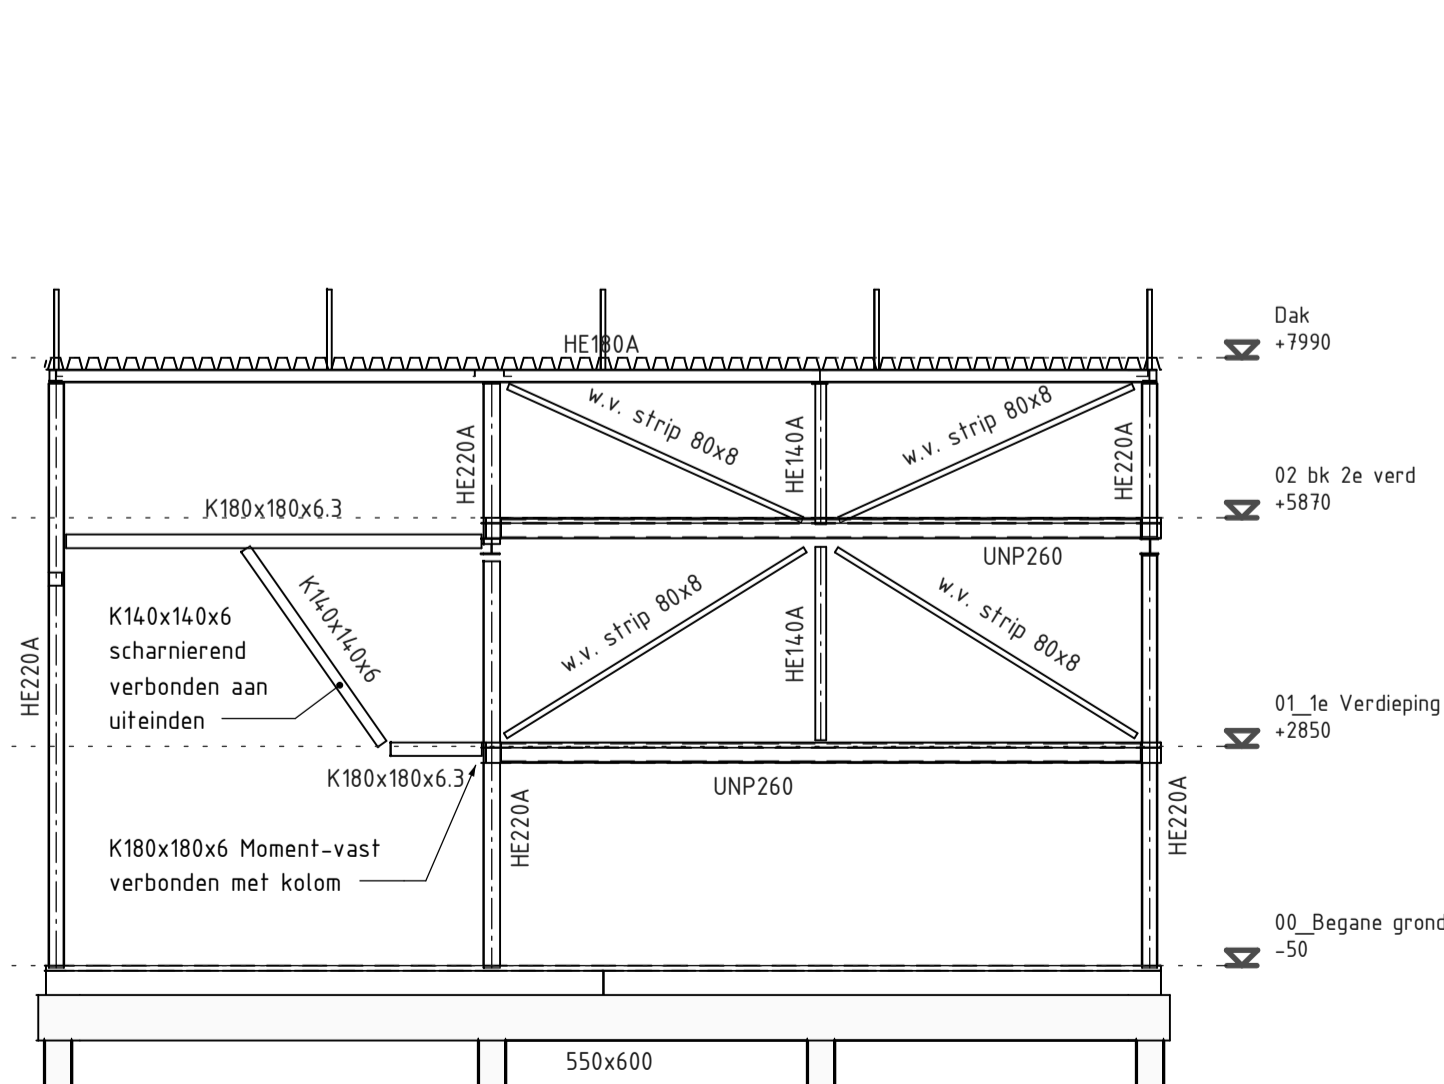 Dak
+7990
HE180A
w.v. strip 80x8
w.v. strip 80x8
HE220A
HE140A
HE220A
02 bk 2e verd
+5870
K180x180x6.3
UNP260
K140x140x6
scharnierend
verbonden aan
uiteinden
K140x140x6
w.v. strip 80x8
w.v. strip 80x8
HE140A
HE220A
01__1e Verdieping
+2850
K180x180x6.3
UNP260
HE220A
HE220A
K180x180x6 Moment-vast
verbonden met kolom
00__Begane grond
-50
550x600